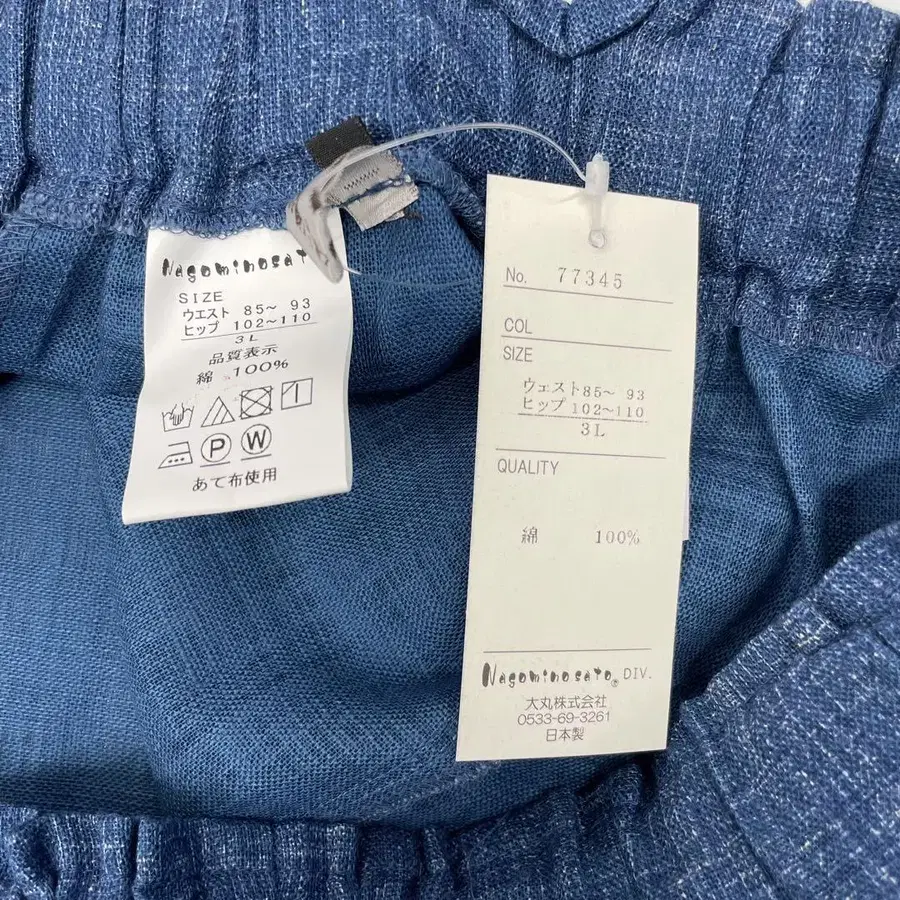 Nagominosato
SIZE
ウエスト 85～ 93
ヒップ 102～110
3L
品質表示
綿 100%
P W
あて布使用
No. 77345
COL
SIZE
ウエスト85～ 93
ヒップ 102～110
3L
QUALITY
綿 100%
Nagominosato® DIV.
大丸株式会社
0533-69-3261
日本製